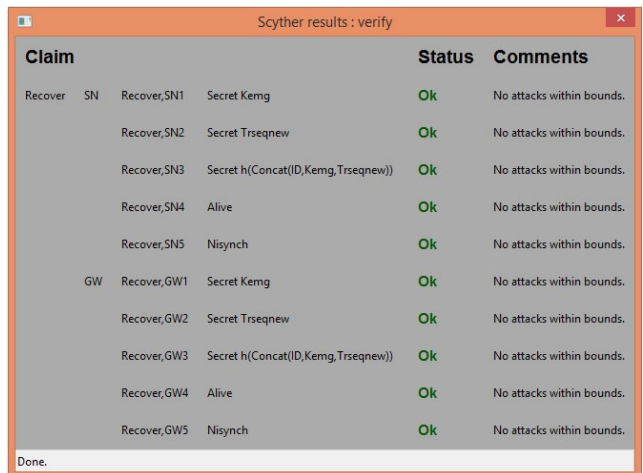 Scyther results : verify
Claim Status Comments
Recover SN Recover,SN1 Secret Kemg Ok No attacks within bounds.
Recover,SN2 Secret Trseqnew Ok No attacks within bounds.
Recover,SN3 Secret h(Concat(ID,Kemg,Trseqnew)) Ok No attacks within bounds.
Recover,SN4 Alive Ok No attacks within bounds.
Recover,SN5 Nisynch Ok No attacks within bounds.
GW Recover,GW1 Secret Kemg Ok No attacks within bounds.
Recover,GW2 Secret Trseqnew Ok No attacks within bounds.
Recover,GW3 Secret h(Concat(ID,Kemg,Trseqnew)) Ok No attacks within bounds.
Recover,GW4 Alive Ok No attacks within bounds.
Recover,GW5 Nisynch Ok No attacks within bounds.
Done.